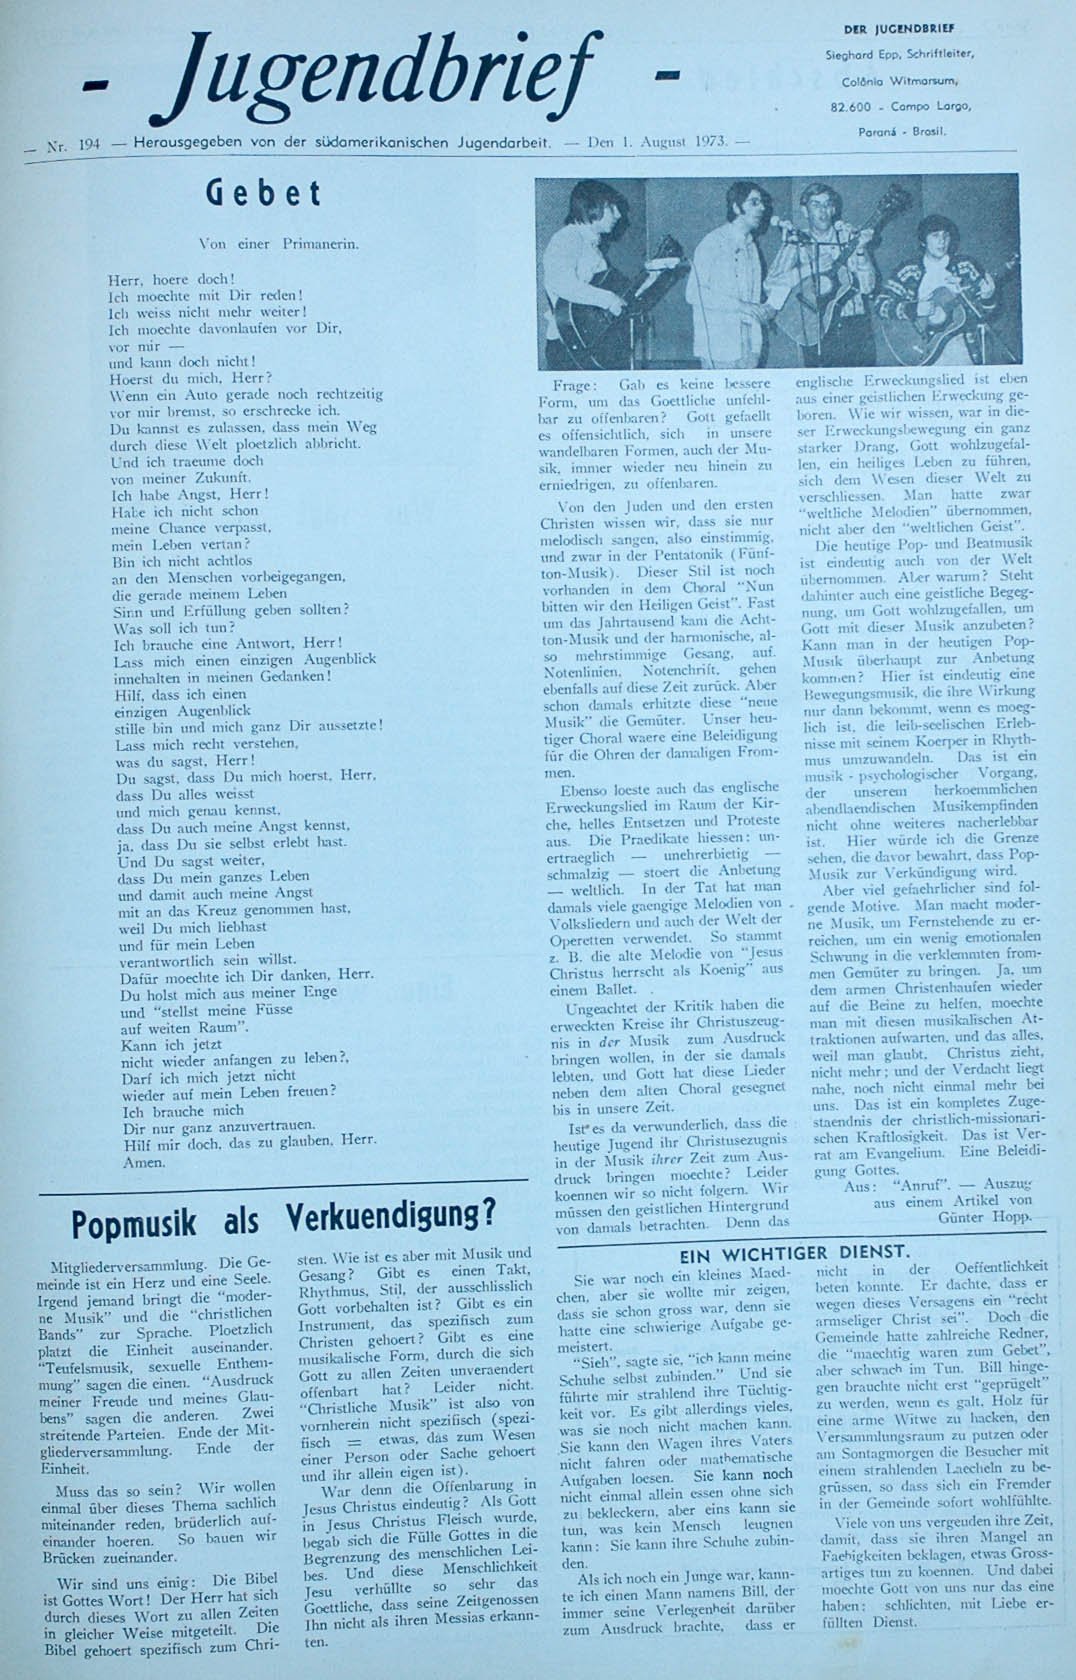 - Jugendbrief -
DER JUGENDBRIEF
Sieghard Epp, Schriftleiter,
Colônia Witmarsum,
82.600 - Campo Largo,
Paraná - Brasil.
— Nr. 194 — Herausgegeben von der südamerikanischen Jugendarbeit. — Den 1. August 1973. —
Gebet
Von einer Primanerin.
Herr, hoere doch!
Ich moechte mit Dir reden!
Ich weiss nicht mehr weiter!
Ich moechte davonlaufen vor Dir,
vor mir —
und kann doch nicht!
Hoerst du mich, Herr?
Wenn ein Auto gerade noch rechtzeitig
vor mir bremst, so erschrecke ich.
Du kannst es zulassen, dass mein Weg
durch diese Welt ploetzlich abbricht.
Und ich traeume doch
von meiner Zukunft.
Ich habe Angst, Herr!
Habe ich nicht schon
meine Chance verpasst,
mein Leben vertan?
Bin ich nicht achtlos
an den Menschen vorbeigegangen,
die gerade meinem Leben
Sinn und Erfüllung geben sollten?
Was soll ich tun?
Ich brauche eine Antwort, Herr!
Lass mich einen einzigen Augenblick
innehalten in meinen Gedanken!
Hilf, dass ich einen
einzigen Augenblick
stille bin und mich ganz Dir aussetzte!
Lass mich recht verstehen,
was du sagst, Herr!
Du sagst, dass Du mich hoerst, Herr,
dass Du alles weisst
und mich genau kennst,
dass Du auch meine Angst kennst,
ja, dass Du sie selbst erlebt hast.
Und Du sagst weiter,
dass Du mein ganzes Leben
und damit auch meine Angst
mit an das Kreuz genommen hast,
weil Du mich liebhast
und für mein Leben
verantwortlich sein willst.
Dafür moechte ich Dir danken, Herr.
Du holst mich aus meiner Enge
und "stellst meine Füsse
auf weiten Raum".
Kann ich jetzt
nicht wieder anfangen zu leben?,
Darf ich mich jetzt nicht
wieder auf mein Leben freuen?
Ich brauche mich
Dir nur ganz anzuvertrauen.
Hilf mir doch, das zu glauben, Herr.
Amen.
Popmusik als Verkuendigung?
Mitgliederversammlung. Die Ge-
meinde ist ein Herz und eine Seele.
Irgend jemand bringt die "moder-
ne Musik" und die "christlichen
Bands" zur Sprache. Ploetzlich
platzt die Einheit auseinander.
"Teufelsmusik, sexuelle Enthem-
mung" sagen die einen. "Ausdruck
meiner Freude und meines Glau-
bens" sagen die anderen. Zwei
streitende Parteien. Ende der Mit-
gliederversammlung. Ende der
Einheit.
Muss das so sein? Wir wollen
einmal über dieses Thema sachlich
miteinander reden, brüderlich auf-
einander hoeren. So bauen wir
Brücken zueinander.
Wir sind uns einig: Die Bibel
ist Gottes Wort! Der Herr hat sich
durch dieses Wort zu allen Zeiten
in gleicher Weise mitgeteilt. Die
Bibel gehoert spezifisch zum Chri-
sten. Wie ist es aber mit Musik und
Gesang? Gibt es einen Takt,
Rhythmus, Stil, der ausschlisslich
Gott vorbehalten ist? Gibt es ein
Instrument, das spezifisch zum
Christen gehoert? Gibt es eine
musikalische Form, durch die sich
Gott zu allen Zeiten unveraendert
offenbart hat? Leider nicht.
"Christliche Musik" ist also von
vornherein nicht spezifisch (spezi-
fisch = etwas, das zum Wesen
einer Person oder Sache gehoert
und ihr allein eigen ist).
War denn die Offenbarung in
Jesus Christus eindeutig? Als Gott
in Jesus Christus Fleisch wurde,
begab sich die Fülle Gottes in die
Begrenzung des menschlichen Lei-
bes. Und diese Menschlichkeit
Jesu verhüllte so sehr das
Goettliche, dass seine Zeitgenossen
Ihn nicht als ihren Messias erkann-
ten.
Frage: Gab es keine bessere
Form, um das Goettliche unfehl-
bar zu offenbaren? Gott gefaellt
es offensichtlich, sich in unsere
wandelbaren Formen, auch der Mu-
sik, immer wieder neu hinein zu
erniedrigen, zu offenbaren.
Von den Juden und den ersten
Christen wissen wir, dass sie nur
melodisch sangen, also einstimmig,
und zwar in der Pentatonik (Fünf-
ton-Musik). Dieser Stil ist noch
vorhanden in dem Choral "Nun
bitten wir den Heiligen Geist". Fast
um das Jahrtausend kam die Acht-
ton-Musik und der harmonische, al-
so mehrstimmige Gesang, auf.
Notenlinien, Notenschrift, gehen
ebenfalls auf diese Zeit zurück. Aber
schon damals erhitzte diese "neue
Musik" die Gemüter. Unser heu-
tiger Choral waere eine Beleidigung
für die Ohren der damaligen From-
men.
Ebenso loeste auch das englische
Erweckungslied im Raum der Kir-
che, helles Entsetzen und Proteste
aus. Die Praedikate hiessen: un-
ertraeglich — unehrerbietig —
schmalzig — stoert die Anbetung
— weltlich. In der Tat hat man
damals viele gaengige Melodien von
Volksliedern und auch der Welt der
Operetten verwendet. So stammt
z. B. die alte Melodie von "Jesus
Christus herrscht als Koenig" aus
einem Ballet.
Ungeachtet der Kritik haben die
erweckten Kreise ihr Christuszeug-
nis in der Musik zum Ausdruck
bringen wollen, in der sie damals
lebten, und Gott hat diese Lieder
neben dem alten Choral gesegnet
bis in unsere Zeit.
Ist es da verwunderlich, dass die
heutige Jugend ihr Christusezugnis
in der Musik ihrer Zeit zum Aus-
druck bringen moechte? Leider
koennen wir so nicht folgern. Wir
müssen den geistlichen Hintergrund
von damals betrachten. Denn das
englische Erweckungslied ist eben
aus einer geistlichen Erweckung ge-
boren. Wie wir wissen, war in die-
ser Erweckungsbewegung ein ganz
starker Drang, Gott wohlzugefal-
len, ein heiliges Leben zu führen,
sich dem Wesen dieser Welt zu
verschliessen. Man hatte zwar
"weltliche Melodien" übernommen,
nicht aber den "weltlichen Geist".
Die heutige Pop- und Beatmusik
ist eindeutig auch von der Welt
übernommen. Aber warum? Steht
dahinter auch eine geistliche Begeg-
nung, um Gott wohlzugefallen, um
Gott mit dieser Musik anzubeten?
Kann man in der heutigen Pop-
Musik überhaupt zur Anbetung
kommen? Hier ist eindeutig eine
Bewegungsmusik, die ihre Wirkung
nur dann bekommt, wenn es moeg-
lich ist, die leib-seelischen Erleb-
nisse mit seinem Koerper in Rhyth-
mus umzuwandeln. Das ist ein
musik - psychologischer Vorgang,
der unserem herkoemmlichen
abendlaendischen Musikempfinden
nicht ohne weiteres nacherlebbar
ist. Hier würde ich die Grenze
sehen, die davor bewahrt, dass Pop-
Musik zur Verkündigung wird.
Aber viel gefaehrlicher sind fol-
gende Motive. Man macht moder-
ne Musik, um Fernstehende zu er-
reichen, um ein wenig emotionalen
Schwung in die verklemmten from-
men Gemüter zu bringen. Ja, um
dem armen Christenhaufen wieder
auf die Beine zu helfen, moechte
man mit diesen musikalischen At-
traktionen aufwarten, und das alles,
weil man glaubt, Christus zieht,
nicht mehr; und der Verdacht liegt
nahe, noch nicht einmal mehr bei
uns. Das ist ein kompletes Zuge-
staendnis der christlich-missionari-
schen Kraftlosigkeit. Das ist Ver-
rat am Evangelium. Eine Beleidi-
gung Gottes.
Aus: "Anruf". — Auszug
aus einem Artikel von
Günter Hopp.
EIN WICHTIGER DIENST.
Sie war noch ein kleines Maed-
chen, aber sie wollte mir zeigen,
dass sie schon gross war, denn sie
hatte eine schwierige Aufgabe ge-
meistert.
"Sieh", sagte sie, "ich kann meine
Schuhe selbst zubinden." Und sie
führte mir strahlend ihre Tüchtig-
keit vor. Es gibt allerdings vieles,
was sie noch nicht machen kann.
Sie kann den Wagen ihres Vaters
nicht fahren oder mathematische
Aufgaben loesen. Sie kann noch
nicht einmal allein essen ohne sich
zu bekleckern, aber eins kann sie
tun, was kein Mensch leugnen
kann: Sie kann ihre Schuhe zubin-
den.
Als ich noch ein Junge war, kann-
te ich einen Mann namens Bill, der
immer seine Verlegenheit darüber
zum Ausdruck brachte, dass er
nicht in der Oeffentlichkeit
beten konnte. Er dachte, dass er
wegen dieses Versagens ein "recht
armseliger Christ sei". Doch die
Gemeinde hatte zahlreiche Redner,
die "maechtig waren zum Gebet",
aber schwach im Tun. Bill hinge-
gen brauchte nicht erst "geprügelt"
zu werden, wenn es galt, Holz für
eine arme Witwe zu hacken, den
Versammlungsraum zu putzen oder
am Sonntagmorgen die Besucher mit
einem strahlenden Laecheln zu be-
grüssen, so dass sich ein Fremder
in der Gemeinde sofort wohlfühlte.
Viele von uns vergeuden ihre Zeit,
damit, dass sie ihren Mangel an
Faehigkeiten beklagen, etwas Gross-
artiges tun zu koennen. Und dabei
moechte Gott von uns nur das eine
haben: schlichten, mit Liebe er-
füllten Dienst.